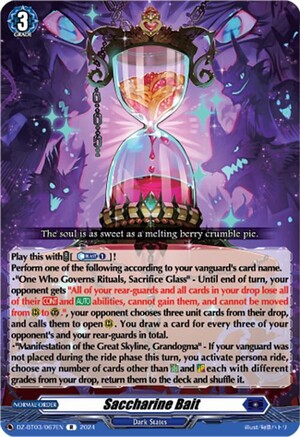 3
GRADE
The soul is as sweet as a melting berry crumble pie.
Play this with [ 1]!
Perform one of the following according to your vanguard's card name.
•"One Who Governs Rituals, Sacrifice Glass" - Until end of turn, your
opponent gets "All of your rear-guards and all cards in your drop lose all
of their CONT and AUTO abilities, cannot gain them, and cannot be moved
from to .", your opponent chooses three unit cards from their drop,
and calls them to open . You draw a card for every three of your
opponent's and your rear-guards in total.
•"Manifestation of the Great Skyline, Grandogma" - If your vanguard was
not placed during the ride phase this turn, you activate persona ride,
choose any number of cards other than and each with different
grades from your drop, return them to the deck and shuffle it.
NORMAL ORDER
Saccharine Bait
DZ-BT03/067EN R 2024
Dark States